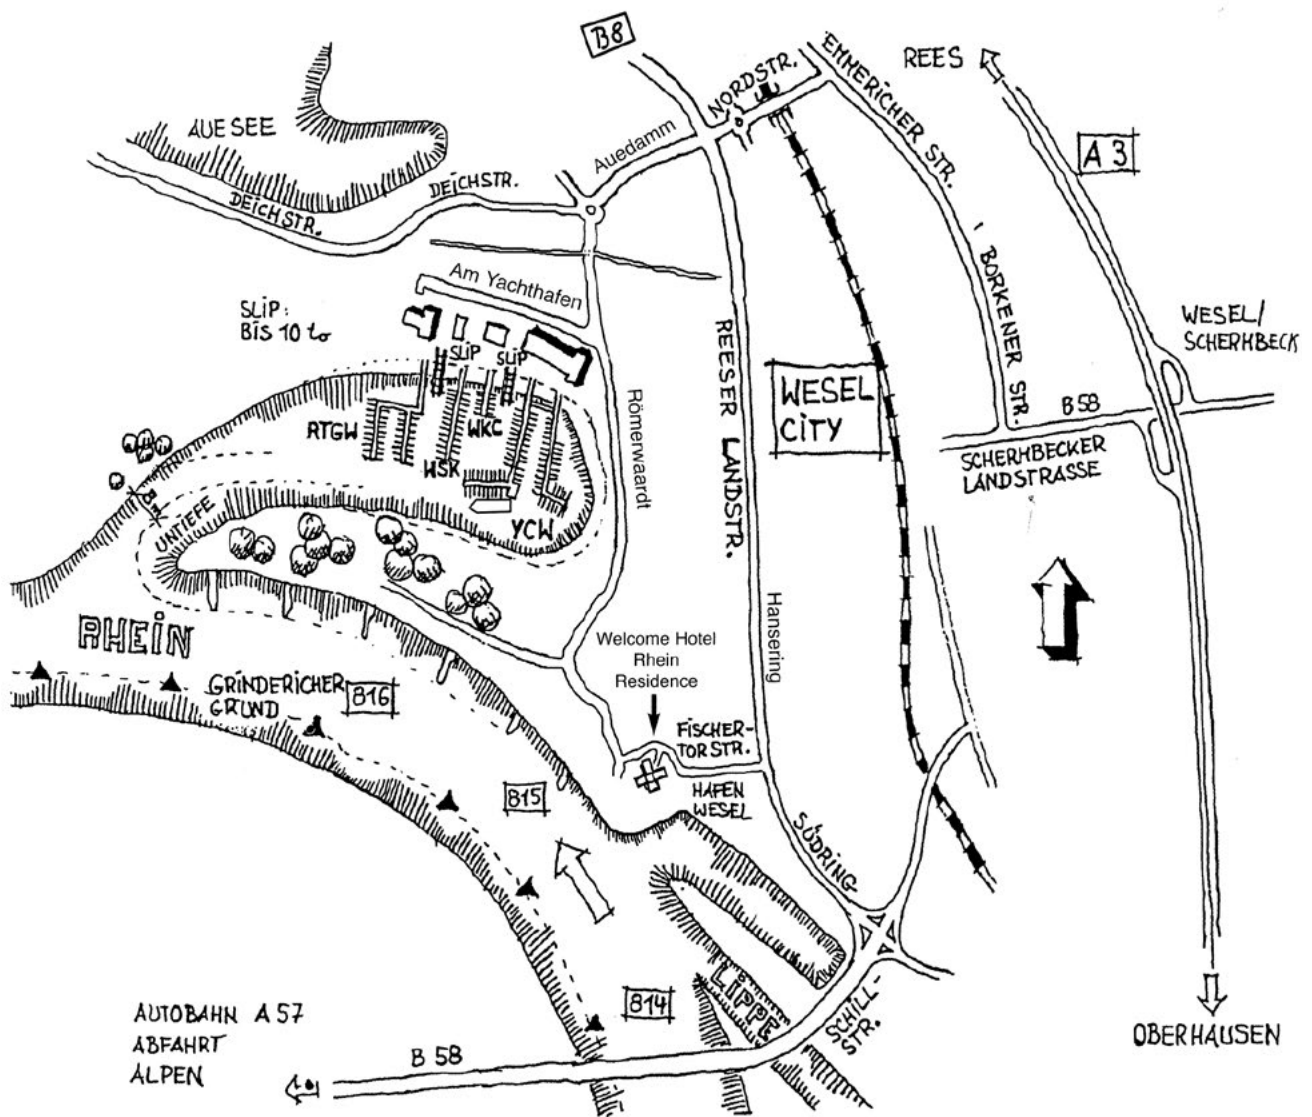 B8
NORDSTR.
EMMERICHER STR.
REES
A 3
AUESEE
Auedamm
DEICHSTR.
DEICHSTR.
BORKENER STR.
Am Yachthafen
SLIP:
BIS 10 to
SLIP
SLIP
WESEL/
SCHERMBECK
REESER LANDSTR.
WESEL
CITY
B 58
Römerwaardt
RTGW
WKC
WSK
YCW
SCHERMBECKER
LANDSTRASSE
8m
UNTIEFE
RHEIN
Hansering
Welcome Hotel
Rhein
Residence
GRINDERICHER
GRUND
816
FISCHER-
TORSTR.
815
HAFEN
WESEL
SÜDRING
LIPPE
814
SCHILL-
STR.
AUTOBAHN A 57
ABFAHRT
ALPEN
B 58
OBERHAUSEN